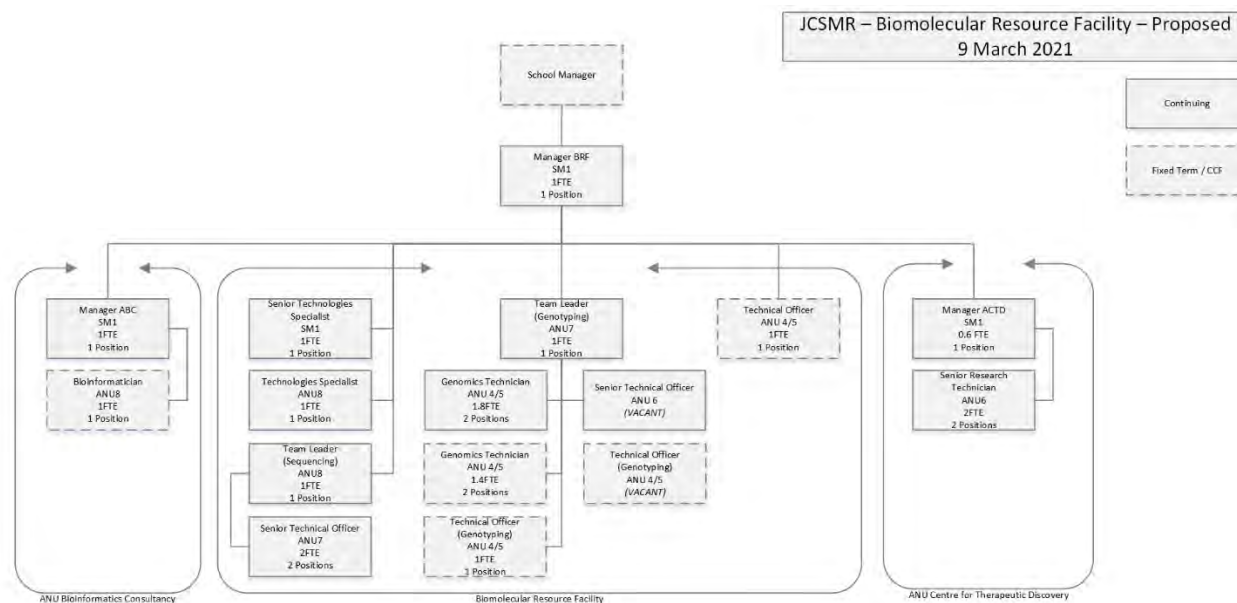 JCSMR – Biomolecular Resource Facility – Proposed
9 March 2021
School Manager
Continuing
Manager BRF
SM1
1FTE
1 Position
Fixed Term / CCF
Manager ABC
SM1
1FTE
1 Position
Bioinformatician
ANU8
1FTE
1 Position
Senior Technologies
Specialist
SM1
1FTE
1 Position
Technologies Specialist
ANU8
1FTE
1 Position
Team Leader
(Sequencing)
ANU8
1FTE
1 Position
Senior Technical Officer
ANU7
2FTE
2 Positions
Team Leader
(Genotyping)
ANU7
1FTE
1 Position
Genomics Technician
ANU 4/5
1.8FTE
2 Positions
Senior Technical Officer
ANU 6
(VACANT)
Genomics Technician
ANU 4/5
1.4FTE
2 Positions
Technical Officer
(Genotyping)
ANU 4/5
(VACANT)
Technical Officer
(Genotyping)
ANU 4/5
1FTE
1 Position
Technical Officer
ANU 4/5
1FTE
1 Position
Manager ACTD
SM1
0.6 FTE
1 Position
Senior Research
Technician
ANU6
2FTE
2 Positions
ANU Bioinformatics Consultancy
Biomolecular Resource Facility
ANU Centre for Therapeutic Discovery